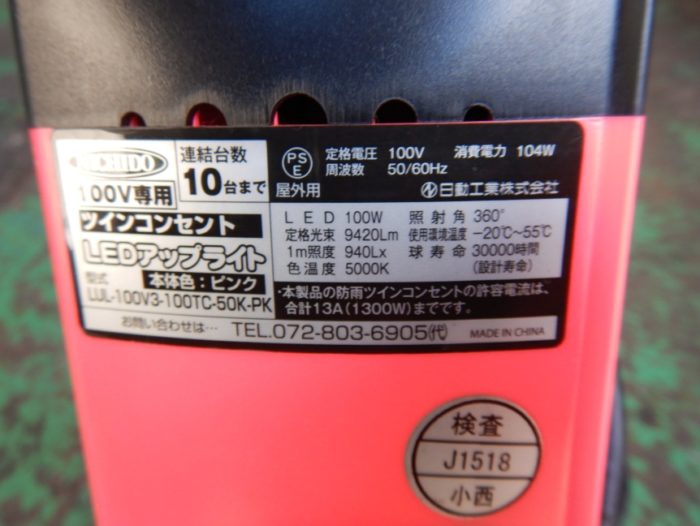 NICHIDO
100V専用
連結台数
10台まで
PS
E
屋外用
定格電圧 100V 消費電力 104W
周波数 50/60Hz
日動工業株式会社
ツインコンセント
LEDアップライト
本体色：ピンク
型式
LUL-100V3-100TC-50K-PK
LED 100W 照射角 360°
定格光束 9420Lm 使用環境温度 −20℃～55℃
1m照度 940Lx 球寿命 30000時間
色温度 5000K (設計寿命)
・本製品の防雨ツインコンセントの許容電流は、
合計13A(1300W)までです。
お問い合わせは… TEL.072-803-6905㈹ MADE IN CHINA
検査
J1518
小西